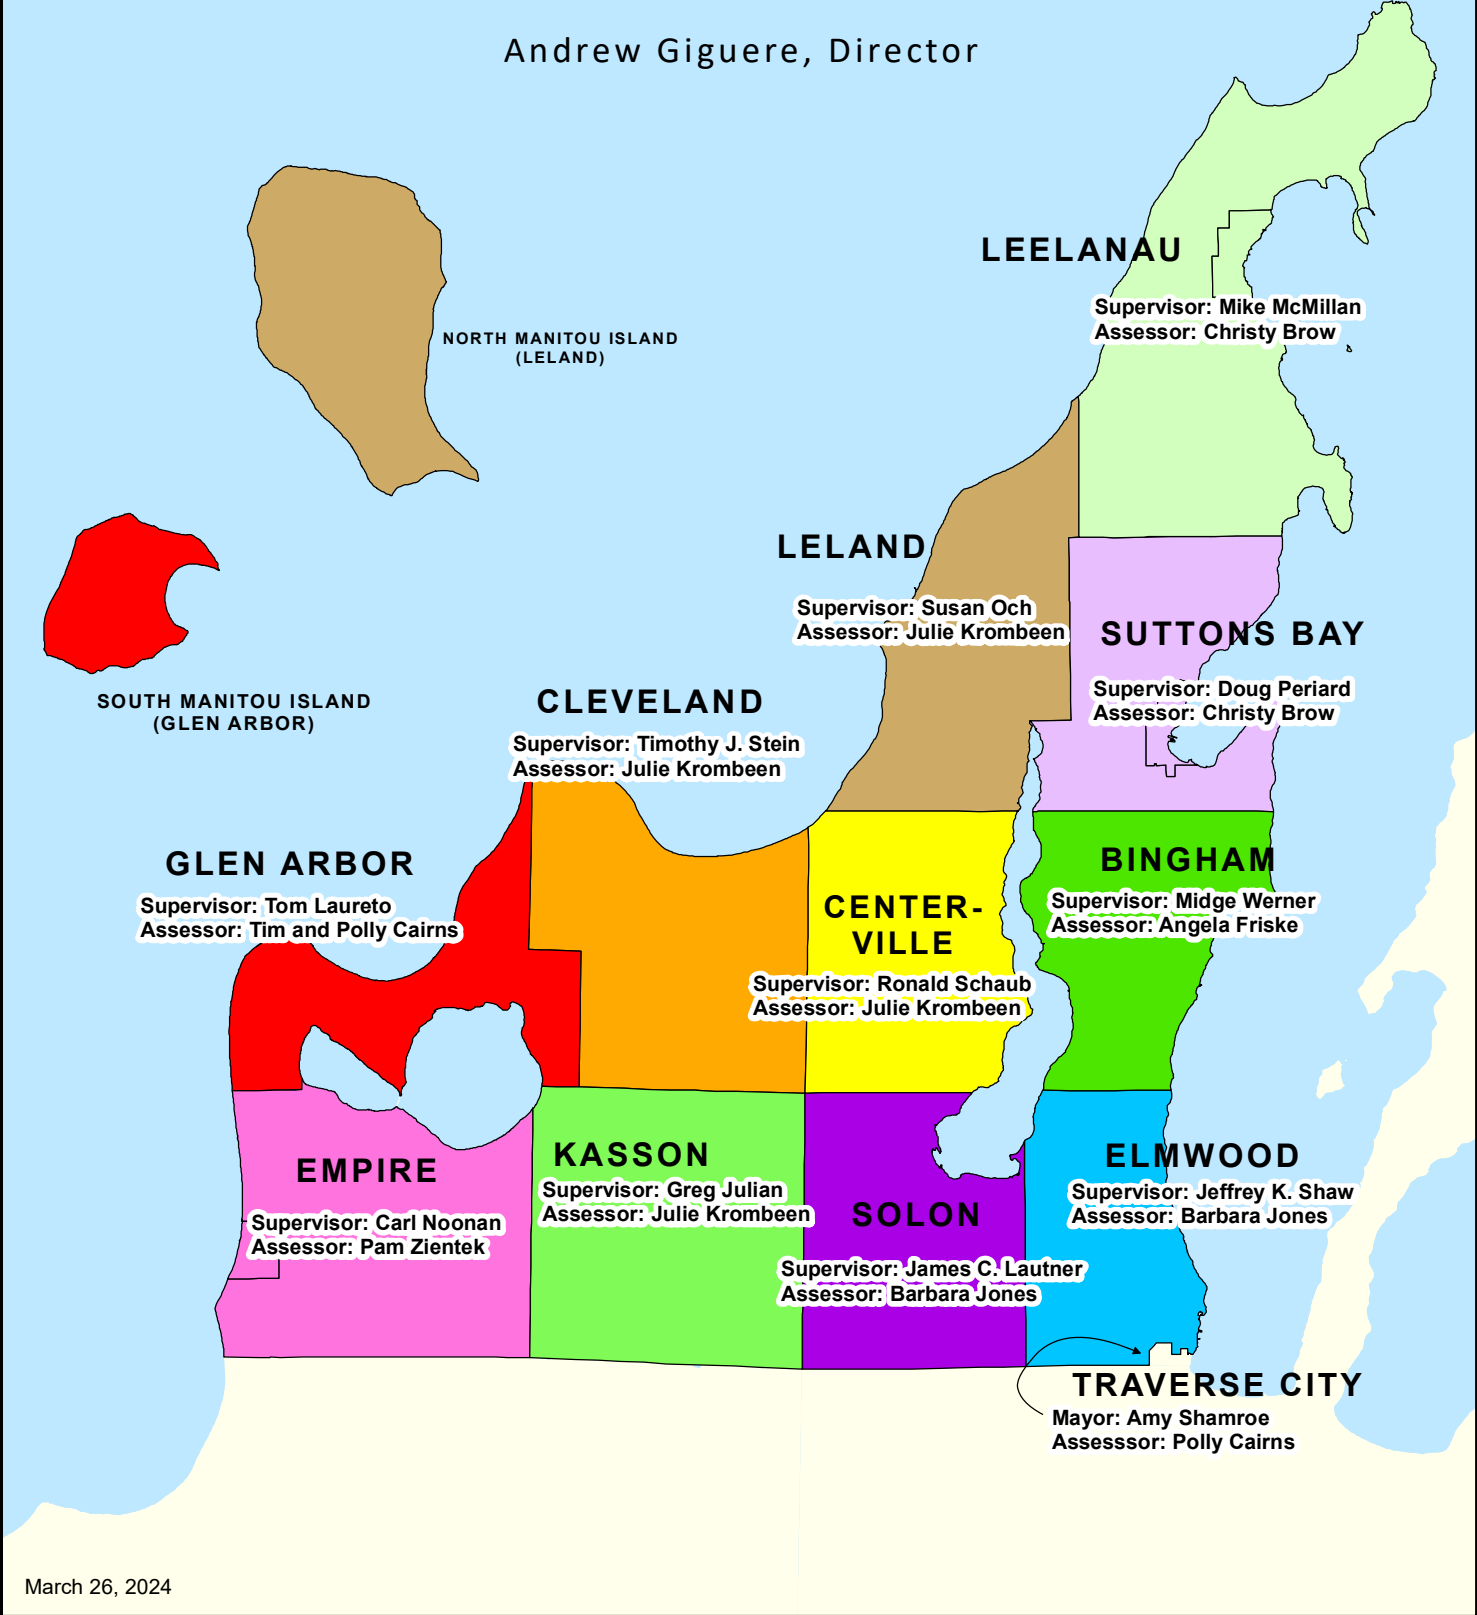 Andrew Giguere, Director
LEELANAU
Supervisor: Mike McMillan
Assessor: Christy Brow
NORTH MANITOU ISLAND
(LELAND)
LELAND
Supervisor: Susan Och
Assessor: Julie Krombeen
SUTTONS BAY
Supervisor: Doug Periard
Assessor: Christy Brow
SOUTH MANITOU ISLAND
(GLEN ARBOR)
CLEVELAND
Supervisor: Timothy J. Stein
Assessor: Julie Krombeen
GLEN ARBOR
Supervisor: Tom Laureto
Assessor: Tim and Polly Cairns
CENTER-
VILLE
Supervisor: Ronald Schaub
Assessor: Julie Krombeen
BINGHAM
Supervisor: Midge Werner
Assessor: Angela Friske
EMPIRE
Supervisor: Carl Noonan
Assessor: Pam Zientek
KASSON
Supervisor: Greg Julian
Assessor: Julie Krombeen
SOLON
Supervisor: James C. Lautner
Assessor: Barbara Jones
ELMWOOD
Supervisor: Jeffrey K. Shaw
Assessor: Barbara Jones
TRAVERSE CITY
Mayor: Amy Shamroe
Assesssor: Polly Cairns
March 26, 2024